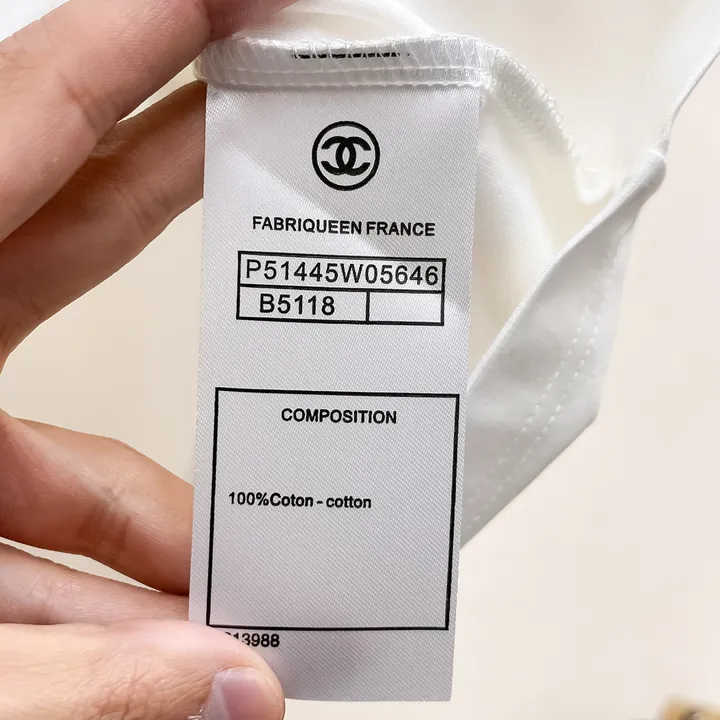 FABRIQUEEN FRANCE
P51445W05646
B5118
COMPOSITION
100%Coton - cotton